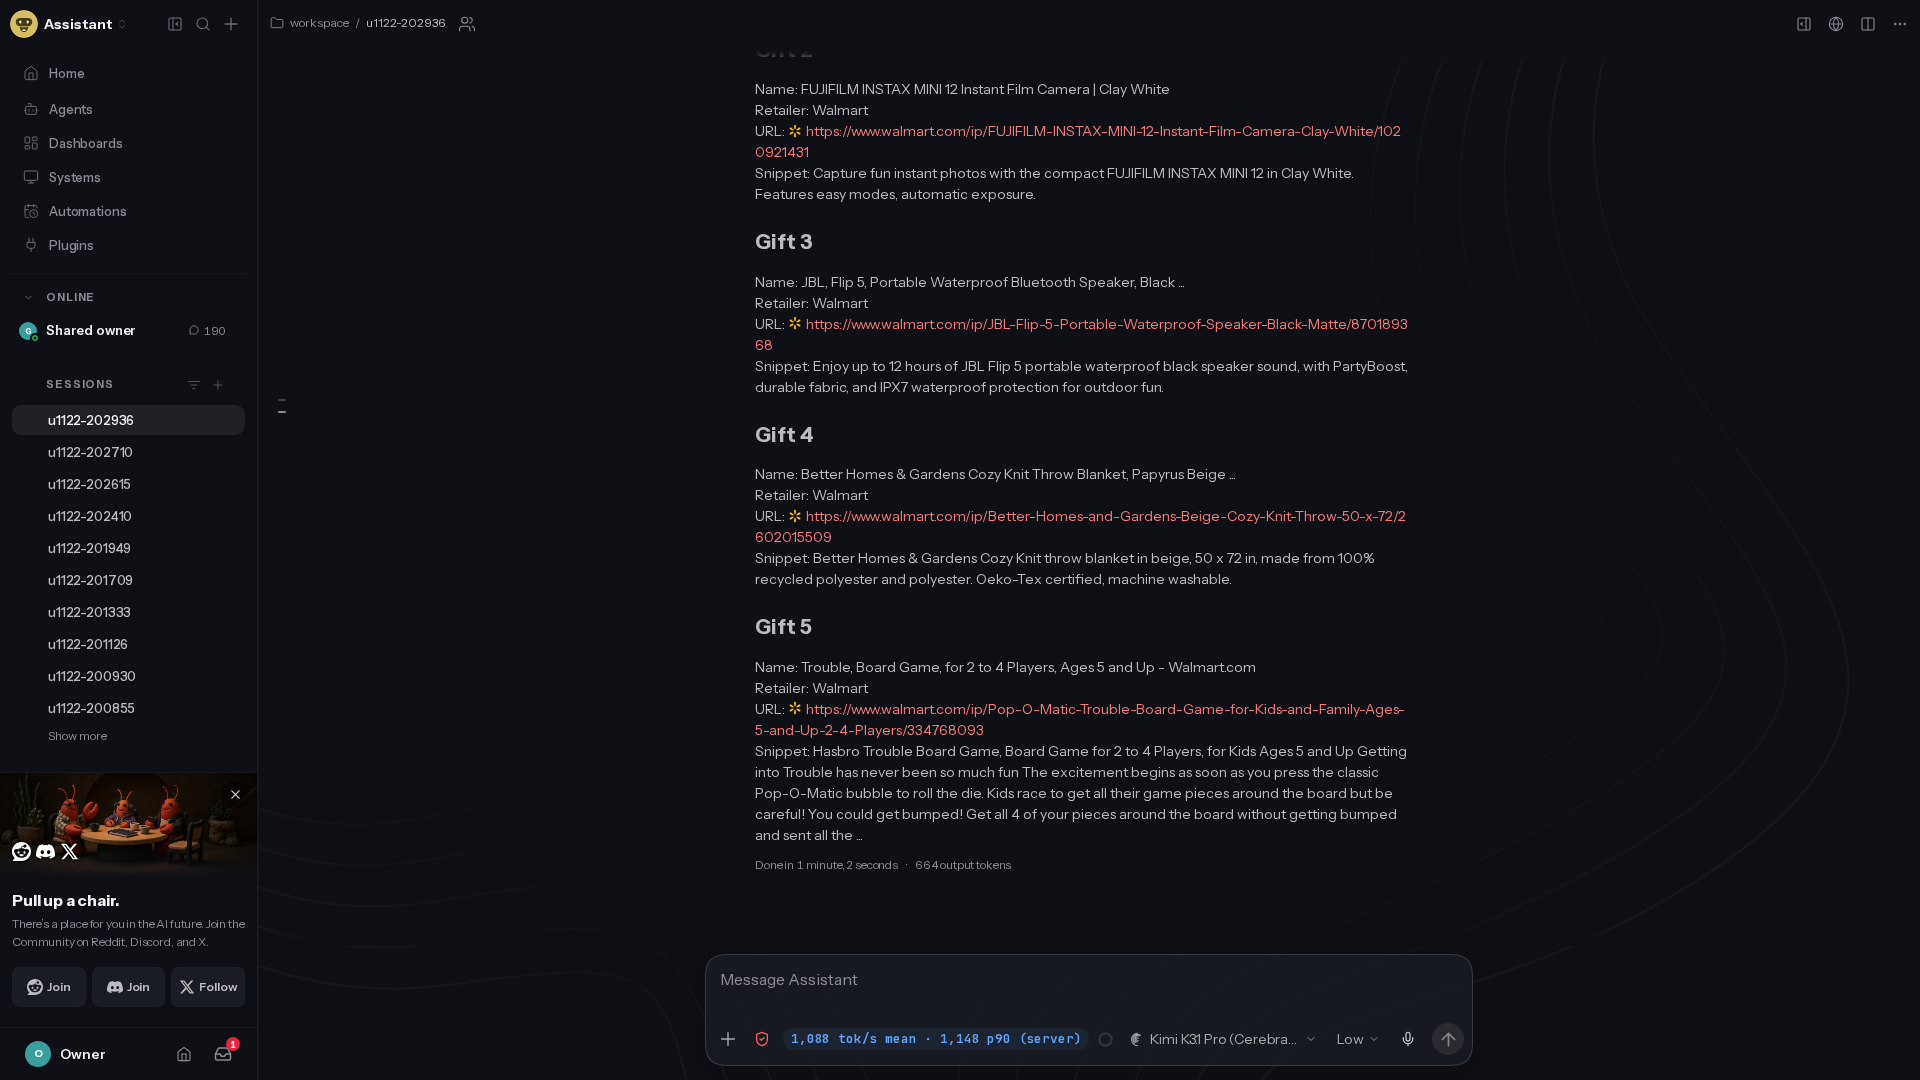 Assistant
Home
Agents
Dashboards
Systems
Automations
Plugins
ONLINE
G
Shared owner
190
SESSIONS
u1122-202936
u1122-202710
u1122-202615
u1122-202410
u1122-201949
u1122-201709
u1122-201333
u1122-201126
u1122-200930
u1122-200855
Show more
Pull up a chair.
There's a place for you in the AI future. Join the
Community on Reddit, Discord, and X.
Join
Join
Follow
O
Owner
1
workspace / u1122-202936
Gift 2
Name: FUJIFILM INSTAX MINI 12 Instant Film Camera | Clay White
Retailer: Walmart
URL: https://www.walmart.com/ip/FUJIFILM-INSTAX-MINI-12-Instant-Film-Camera-Clay-White/102
0921431
Snippet: Capture fun instant photos with the compact FUJIFILM INSTAX MINI 12 in Clay White.
Features easy modes, automatic exposure.
Gift 3
Name: JBL, Flip 5, Portable Waterproof Bluetooth Speaker, Black ...
Retailer: Walmart
URL: https://www.walmart.com/ip/JBL-Flip-5-Portable-Waterproof-Speaker-Black-Matte/8701893
68
Snippet: Enjoy up to 12 hours of JBL Flip 5 portable waterproof black speaker sound, with PartyBoost,
durable fabric, and IPX7 waterproof protection for outdoor fun.
Gift 4
Name: Better Homes & Gardens Cozy Knit Throw Blanket, Papyrus Beige ...
Retailer: Walmart
URL: https://www.walmart.com/ip/Better-Homes-and-Gardens-Beige-Cozy-Knit-Throw-50-x-72/2
602015509
Snippet: Better Homes & Gardens Cozy Knit throw blanket in beige, 50 x 72 in, made from 100%
recycled polyester and polyester. Oeko-Tex certified, machine washable.
Gift 5
Name: Trouble, Board Game, for 2 to 4 Players, Ages 5 and Up - Walmart.com
Retailer: Walmart
URL: https://www.walmart.com/ip/Pop-O-Matic-Trouble-Board-Game-for-Kids-and-Family-Ages-
5-and-Up-2-4-Players/334768093
Snippet: Hasbro Trouble Board Game, Board Game for 2 to 4 Players, for Kids Ages 5 and Up Getting
into Trouble has never been so much fun The excitement begins as soon as you press the classic
Pop-O-Matic bubble to roll the die. Kids race to get all their game pieces around the board but be
careful! You could get bumped! Get all 4 of your pieces around the board without getting bumped
and sent all the ...
Done in 1 minute, 2 seconds · 664 output tokens
Message Assistant
1,088 tok/s mean · 1,148 p90 (server)
Kimi K3.1 Pro (Cerebra...
Low